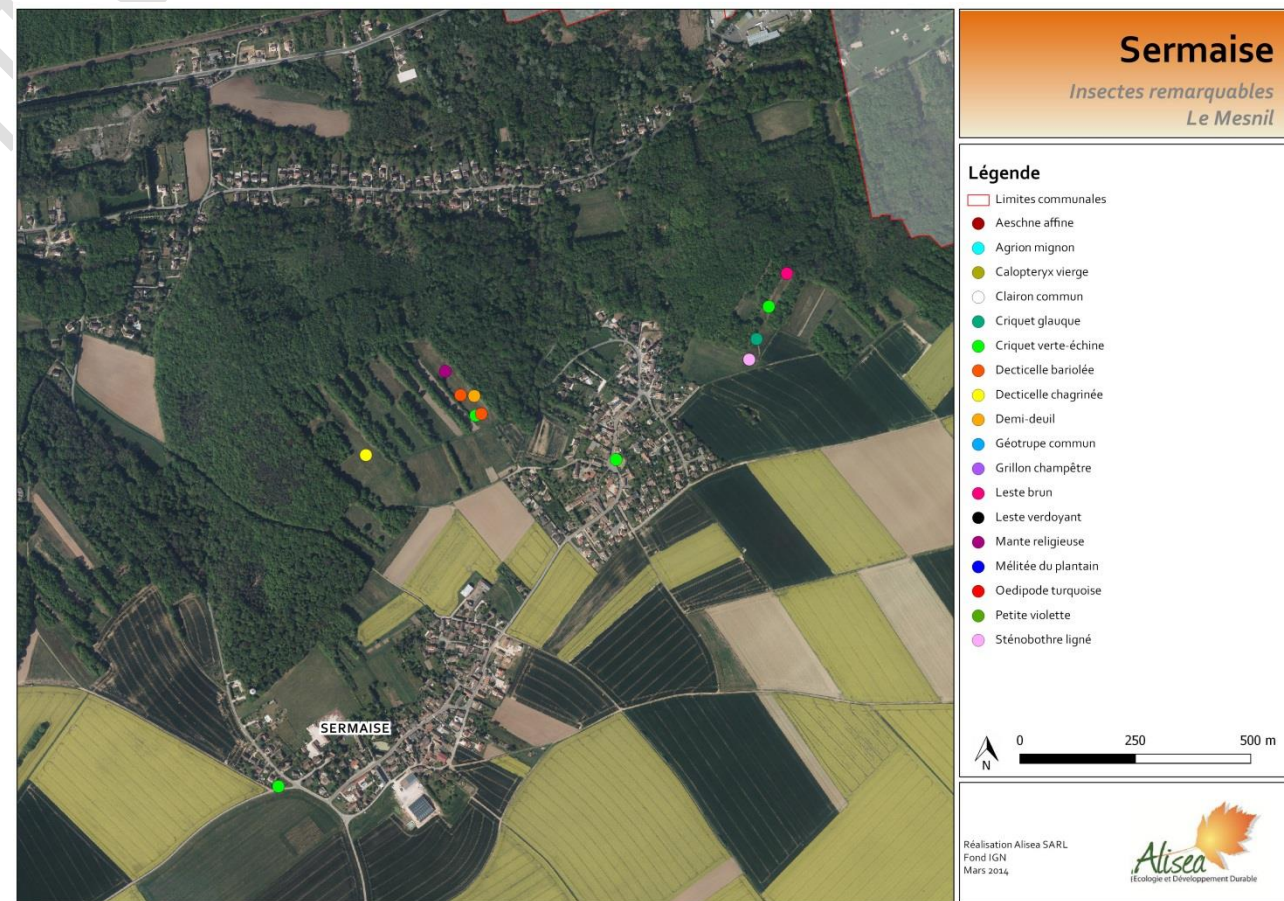 Sermaise
Insectes remarquables
Le Mesnil
Légende
Limites communales
Aeschne affine
Agrion mignon
Calopteryx vierge
Clairon commun
Criquet glauque
Criquet verte-échine
Decticelle bariolée
Decticelle chagrinée
Demi-deuil
Géotrupe commun
Grillon champêtre
Leste brun
Leste verdoyant
Mante religieuse
Mélitée du plantain
Oedipode turquoise
Petite violette
Sténobothre ligné
SERMAISE
0 250 500 m
N
Réalisation Alisea SARL
Fond IGN
Mars 2014
Alisea
Ecologie et Développement Durable